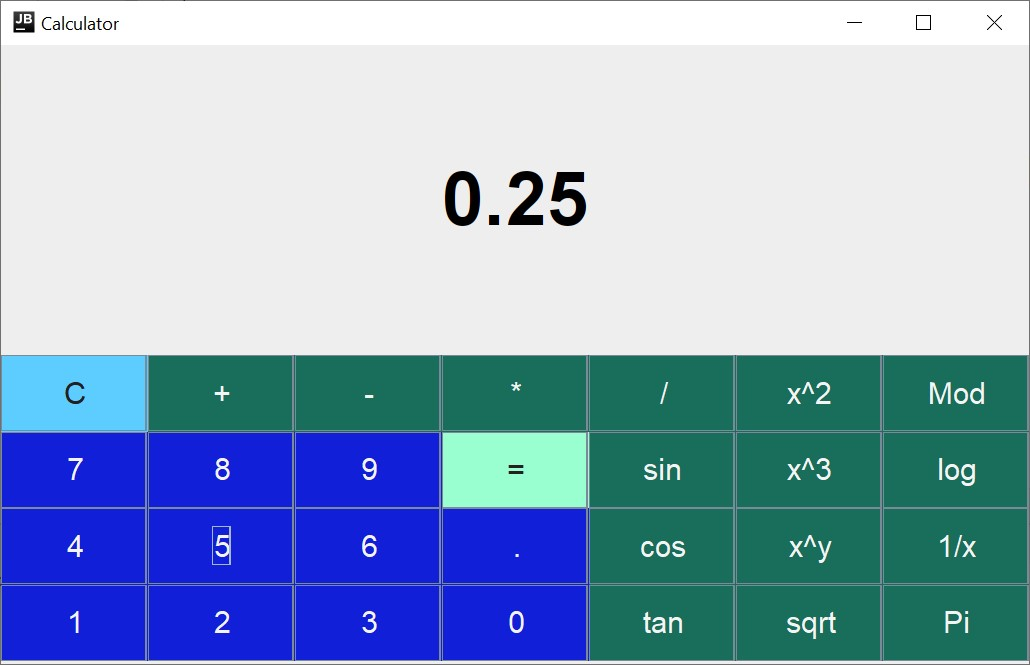 JB Calculator
0.25
C + - * / x^2 Mod
7 8 9 = sin x^3 log
4 5 6 . cos x^y 1/x
1 2 3 0 tan sqrt Pi